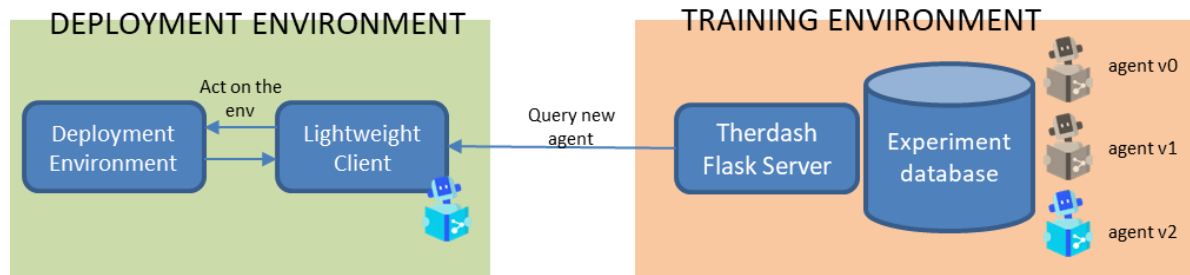 DEPLOYMENT ENVIRONMENT
TRAINING ENVIRONMENT
Act on the
env
Deployment
Environment
Lightweight
Client
Query new
agent
Therdash
Flask Server
Experiment
database
agent v0
agent v1
agent v2